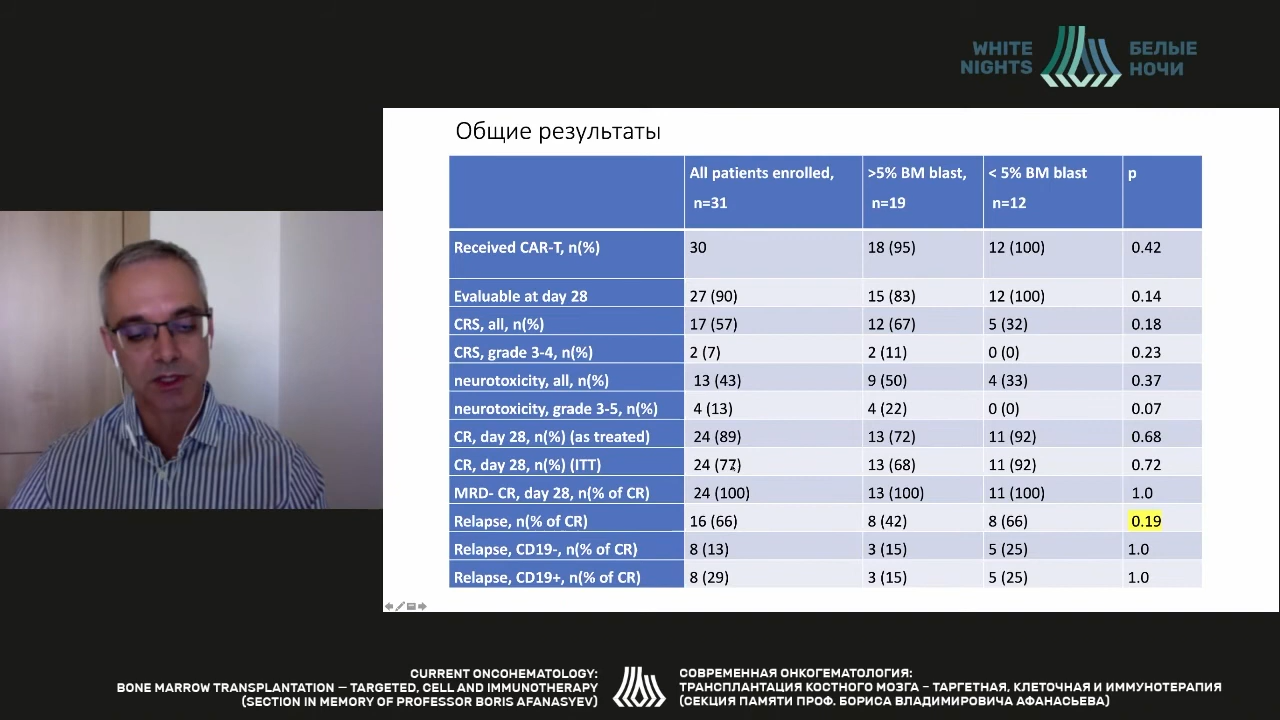 WHITE
NIGHTS
БЕЛЫЕ
НОЧИ
Общие результаты
All patients enrolled, n=31 >5% BM blast, n=19 < 5% BM blast n=12 p
Received CAR-T, n(%) 30 18 (95) 12 (100) 0.42
Evaluable at day 28 27 (90) 15 (83) 12 (100) 0.14
CRS, all, n(%) 17 (57) 12 (67) 5 (32) 0.18
CRS, grade 3-4, n(%) 2 (7) 2 (11) 0 (0) 0.23
neurotoxicity, all, n(%) 13 (43) 9 (50) 4 (33) 0.37
neurotoxicity, grade 3-5, n(%) 4 (13) 4 (22) 0 (0) 0.07
CR, day 28, n(%) (as treated) 24 (89) 13 (72) 11 (92) 0.68
CR, day 28, n(%) (ITT) 24 (77) 13 (68) 11 (92) 0.72
MRD- CR, day 28, n(% of CR) 24 (100) 13 (100) 11 (100) 1.0
Relapse, n(% of CR) 16 (66) 8 (42) 8 (66) 0.19
Relapse, CD19-, n(% of CR) 8 (13) 3 (15) 5 (25) 1.0
Relapse, CD19+, n(% of CR) 8 (29) 3 (15) 5 (25) 1.0
CURRENT ONCOHEMATOLOGY:
BONE MARROW TRANSPLANTATION – TARGETED, CELL AND IMMUNOTHERAPY
(SECTION IN MEMORY OF PROFESSOR BORIS AFANASYEV)
СОВРЕМЕННАЯ ОНКОГЕМАТОЛОГИЯ:
ТРАНСПЛАНТАЦИЯ КОСТНОГО МОЗГА – ТАРГЕТНАЯ, КЛЕТОЧНАЯ И ИММУНОТЕРАПИЯ
(СЕКЦИЯ ПАМЯТИ ПРОФ. БОРИСА ВЛАДИМИРОВИЧА АФАНАСЬЕВА)